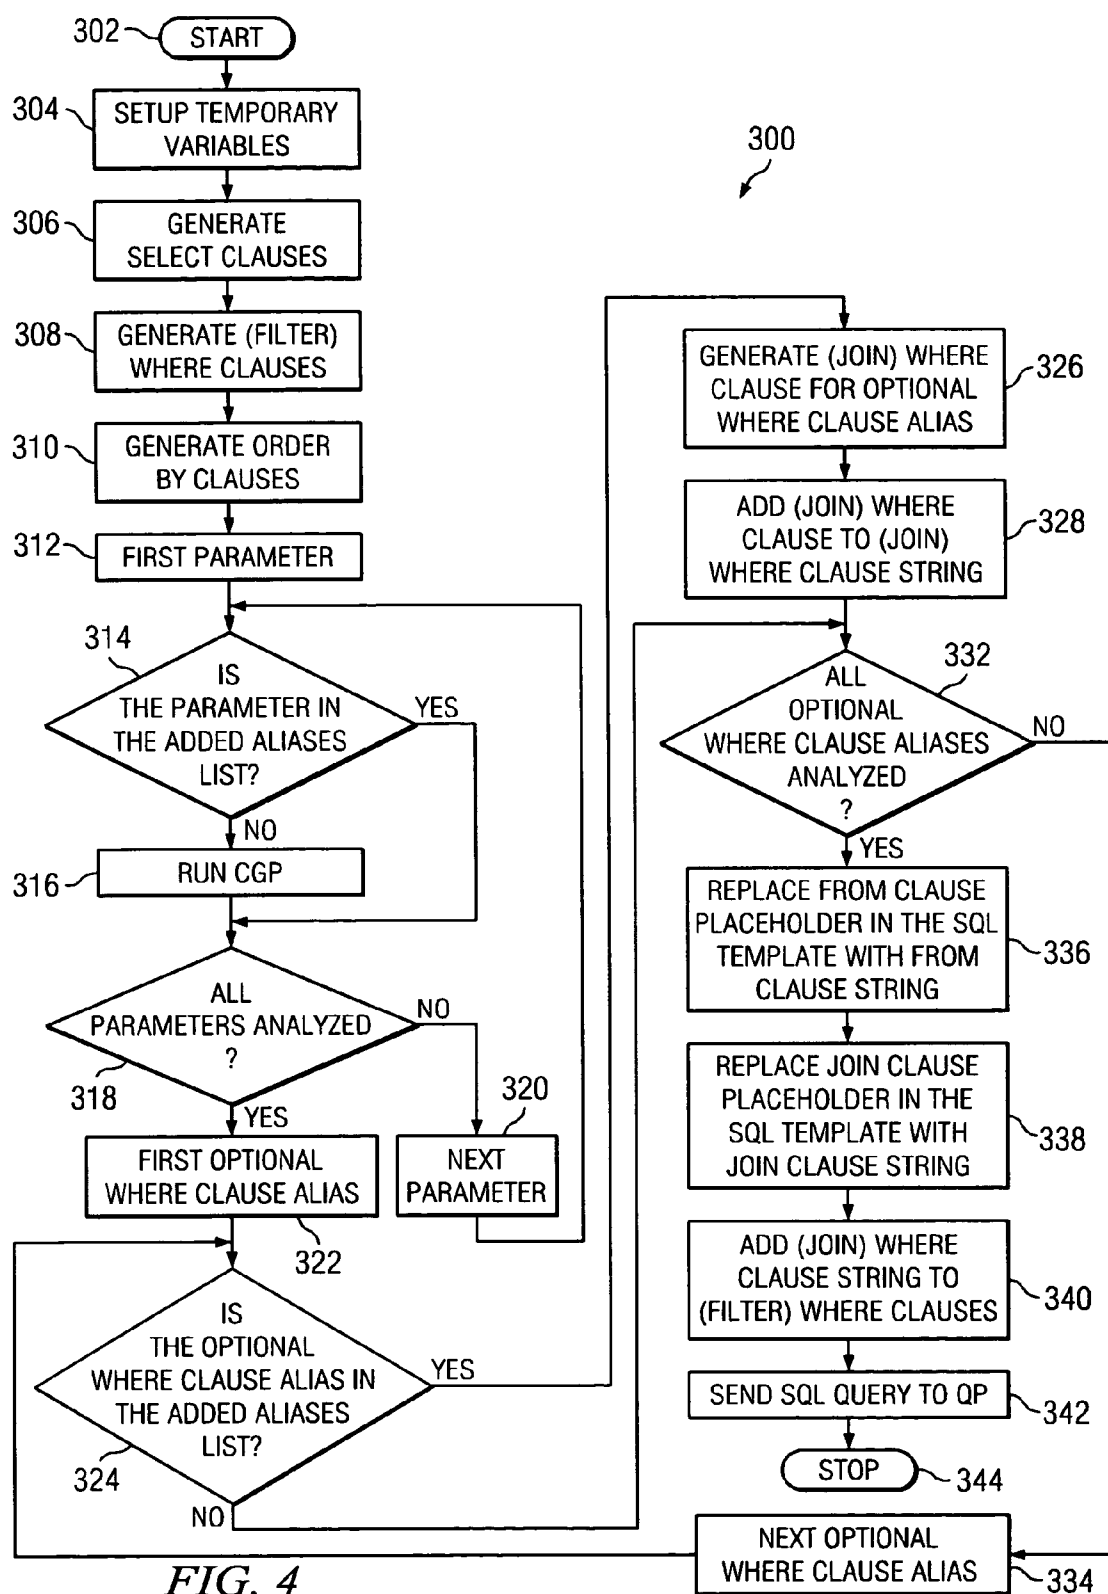 302
START
304
SETUP TEMPORARY
VARIABLES
306
GENERATE
SELECT CLAUSES
308
GENERATE (FILTER)
WHERE CLAUSES
310
GENERATE ORDER
BY CLAUSES
312
FIRST PARAMETER
314
IS
THE PARAMETER IN
THE ADDED ALIASES
LIST?
YES
NO
316
RUN CGP
ALL
PARAMETERS ANALYZED
?
NO
318
YES
320
NEXT
PARAMETER
FIRST OPTIONAL
WHERE CLAUSE ALIAS
322
IS
THE OPTIONAL
WHERE CLAUSE ALIAS IN
THE ADDED ALIASES
LIST?
YES
324
NO
300
GENERATE (JOIN) WHERE
CLAUSE FOR OPTIONAL
WHERE CLAUSE ALIAS
326
ADD (JOIN) WHERE
CLAUSE TO (JOIN)
WHERE CLAUSE STRING
328
332
ALL
OPTIONAL
WHERE CLAUSE ALIASES
ANALYZED
?
NO
YES
REPLACE FROM CLAUSE
PLACEHOLDER IN THE SQL
TEMPLATE WITH FROM
CLAUSE STRING
336
REPLACE JOIN CLAUSE
PLACEHOLDER IN THE
SQL TEMPLATE WITH
JOIN CLAUSE STRING
338
ADD (JOIN) WHERE
CLAUSE STRING TO
(FILTER) WHERE CLAUSES
340
SEND SQL QUERY TO QP
342
STOP
344
NEXT OPTIONAL
WHERE CLAUSE ALIAS
334
FIG. 4